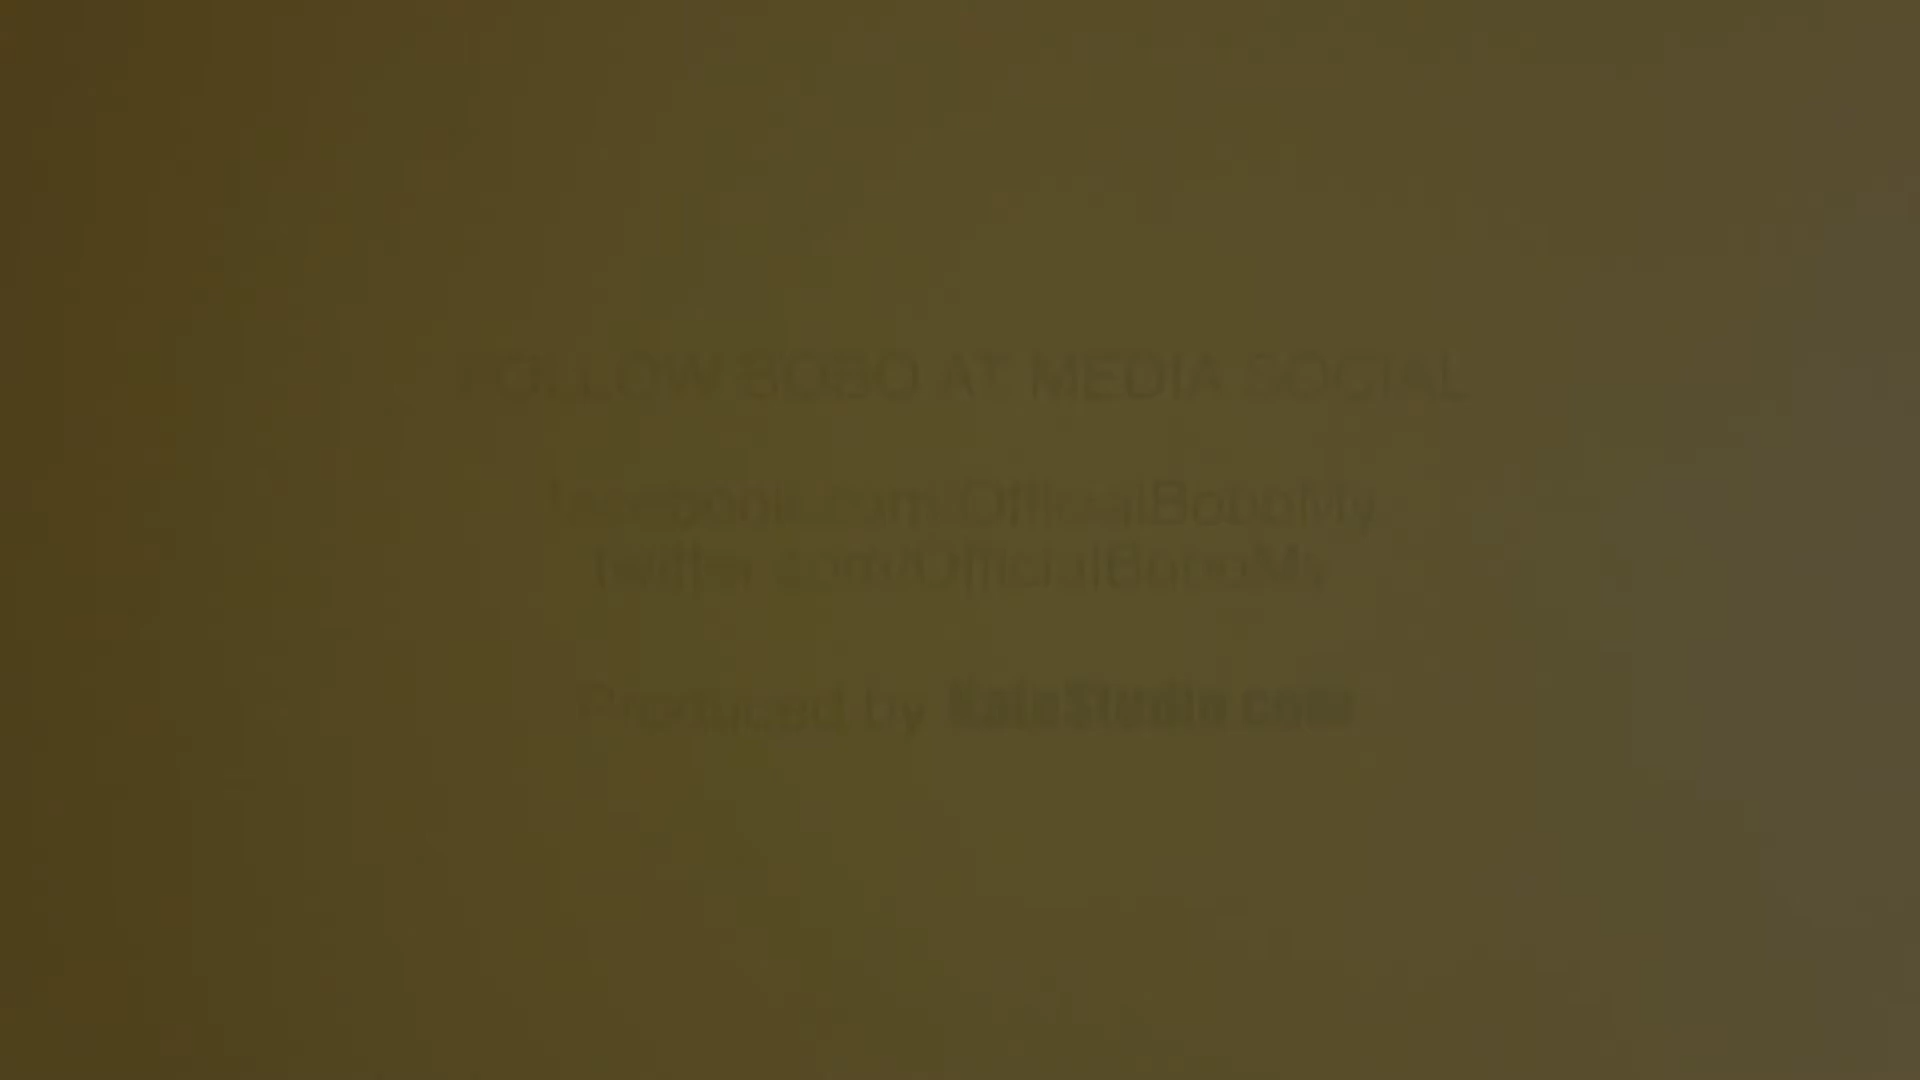 FOLLOW BOBO AT MEDIA SOCIAL
facebook.com/OfficialBoboMy
twitter.com/OfficialBoboMy
Produced by